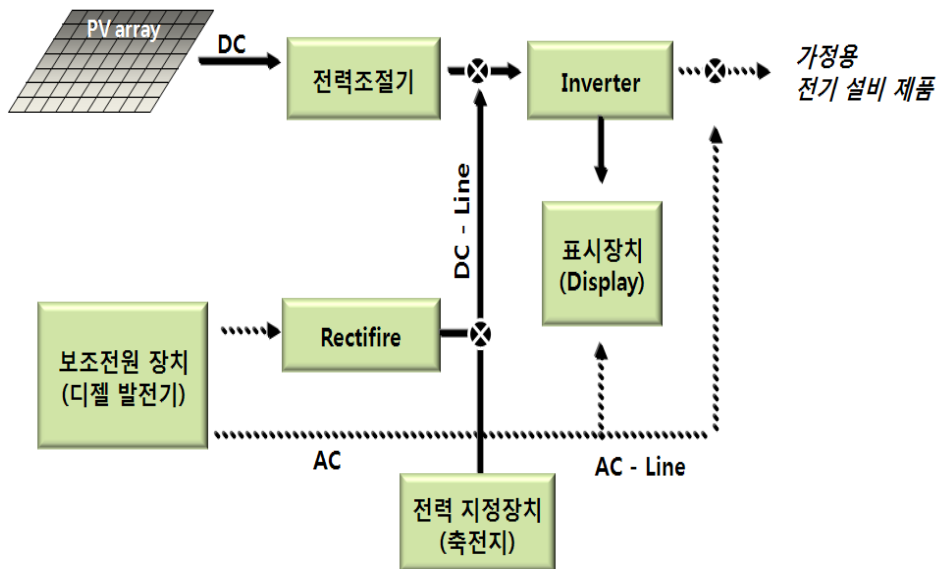 PV array
DC
전력조절기
Inverter
가정용
전기 설비 제품
DC - Line
표시장치
(Display)
보조전원 장치
(디젤 발전기)
Rectifire
AC
AC - Line
전력 지정장치
(축전지)